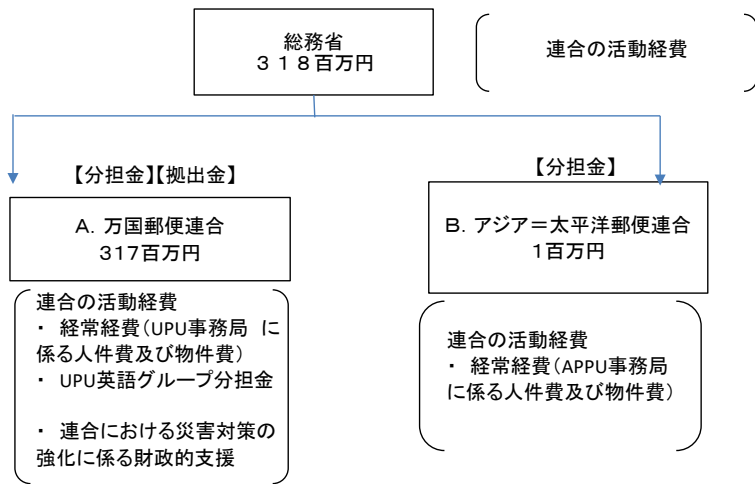 総務省
３１８百万円
連合の活動経費
【分担金】【拠出金】
【分担金】
A．万国郵便連合
317百万円
B．アジア＝太平洋郵便連合
1百万円
連合の活動経費
・ 経常経費（UPU事務局 に
係る人件費及び物件費）
・ UPU英語グループ分担金
・ 連合における災害対策の
強化に係る財政的支援
連合の活動経費
・ 経常経費（APPU事務局
に係る人件費及び物件費）